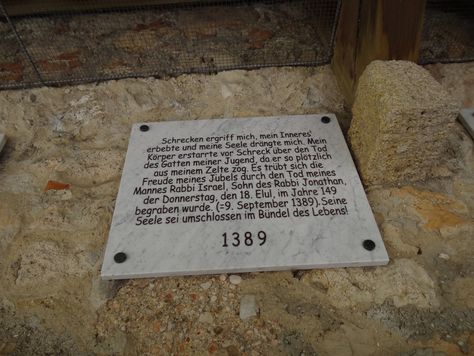 Schrecken ergriff mich, mein Inneres
erbebte und meine Seele drängte mich. Mein
Körper erstarrte vor Schreck über den Tod
des Gatten meiner Jugend, da er so plötzlich
aus meinem Zelte zog. Es trübt sich die
Freude meines Jubels durch den Tod meines
Mannes Rabbi Israel, Sohn des Rabbi Jonathan,
der Donnerstag, den 18. Elul, im Jahre 149
begraben wurde. (=9. September 1389). Seine
Seele sei umschlossen im Bündel des Lebens!
1389